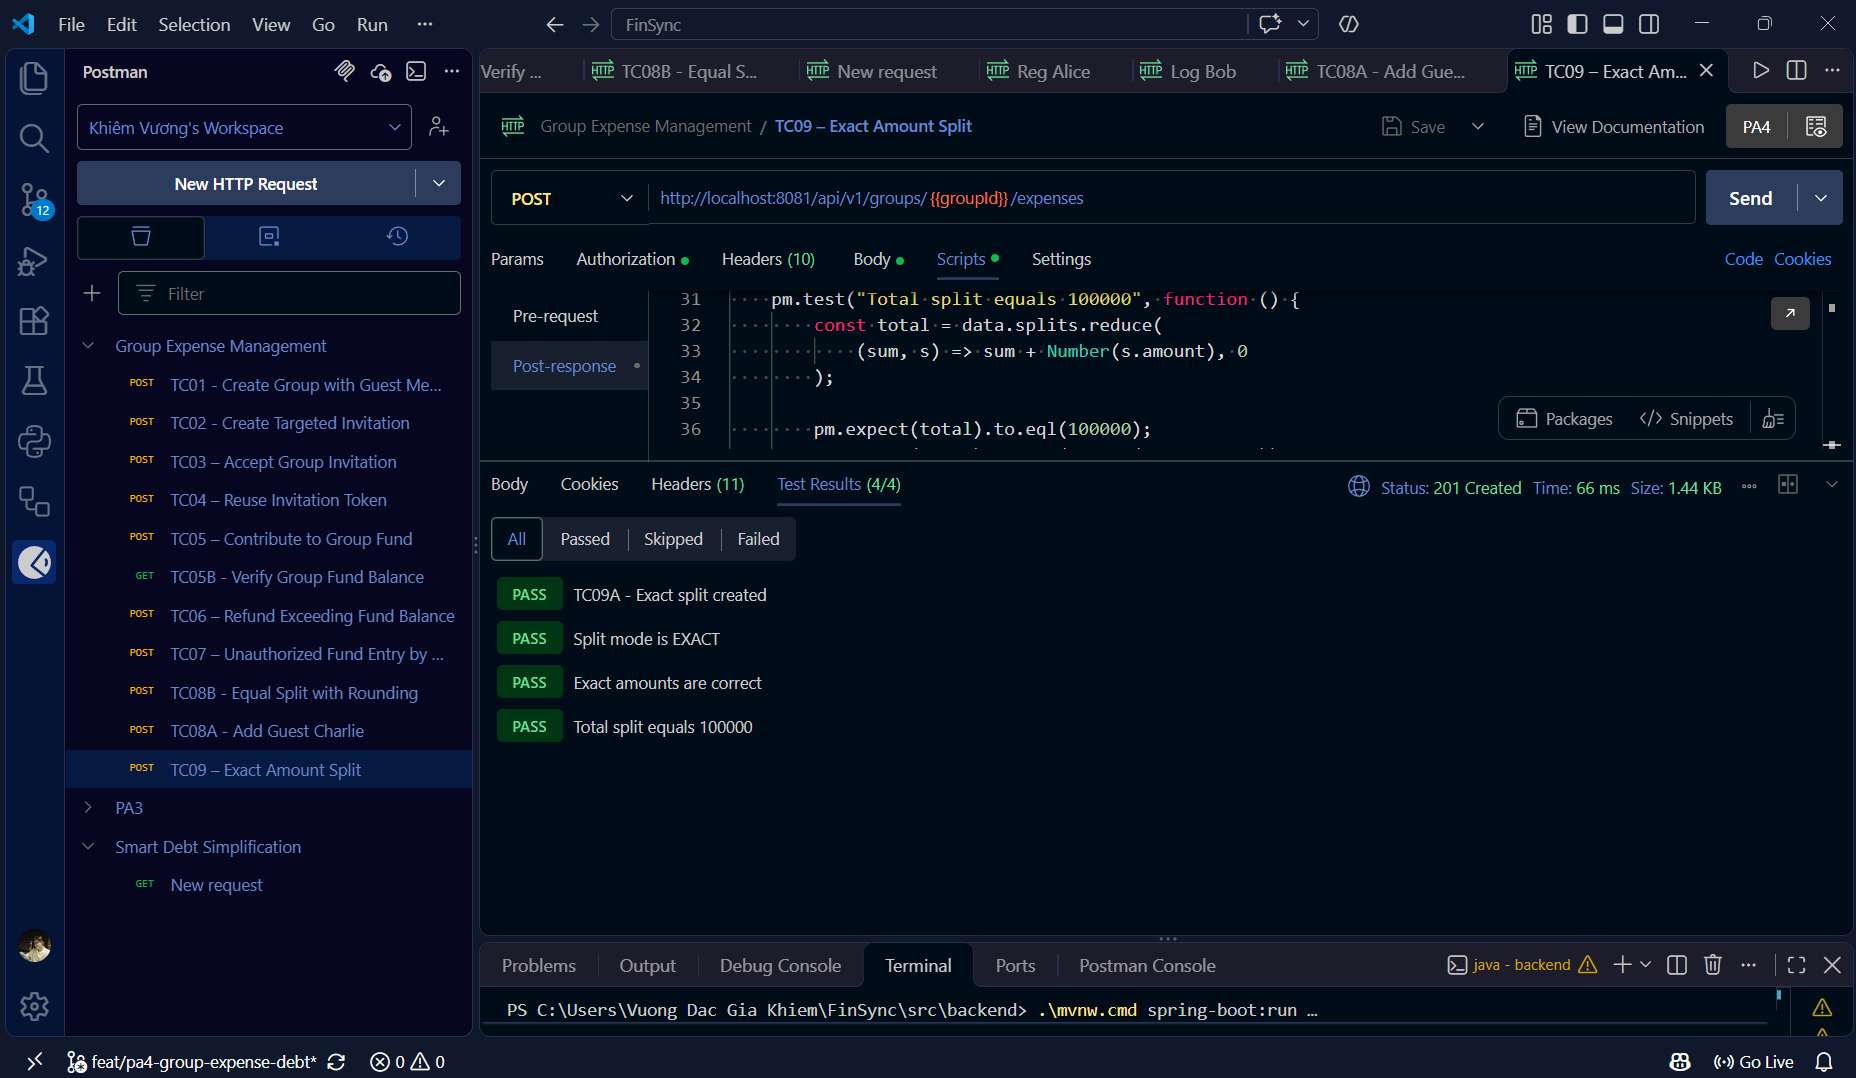 File Edit Selection View Go Run ···
FinSync
Postman
Khiêm Vương's Workspace
New HTTP Request
Filter
Group Expense Management
POST TC01 - Create Group with Guest Me...
POST TC02 - Create Targeted Invitation
POST TC03 – Accept Group Invitation
POST TC04 – Reuse Invitation Token
POST TC05 – Contribute to Group Fund
GET TC05B - Verify Group Fund Balance
POST TC06 – Refund Exceeding Fund Balance
POST TC07 – Unauthorized Fund Entry by ...
POST TC08B - Equal Split with Rounding
POST TC08A - Add Guest Charlie
POST TC09 – Exact Amount Split
PA3
Smart Debt Simplification
GET New request
12
Verify ... HTTP TC08B - Equal S... HTTP New request HTTP Reg Alice HTTP Log Bob HTTP TC08A - Add Gue... HTTP TC09 – Exact Am...
HTTP Group Expense Management / TC09 – Exact Amount Split Save View Documentation PA4
POST http://localhost:8081/api/v1/groups/{{groupId}}/expenses Send
Params Authorization Headers (10) Body Scripts Settings Code Cookies
Pre-request
Post-response
31 pm.test("Total split equals 100000", function () {
32 const total = data.splits.reduce(
33 (sum, s) => sum + Number(s.amount), 0
34 );
35
36 pm.expect(total).to.eql(100000);
Packages </> Snippets
Body Cookies Headers (11) Test Results (4/4) Status: 201 Created Time: 66 ms Size: 1.44 KB
All Passed Skipped Failed
PASS TC09A - Exact split created
PASS Split mode is EXACT
PASS Exact amounts are correct
PASS Total split equals 100000
Problems Output Debug Console Terminal Ports Postman Console java - backend
PS C:\Users\Vuong Dac Gia Khiem\FinSync\src\backend> .\mvnw.cmd spring-boot:run …
feat/pa4-group-expense-debt* 0 0 Go Live